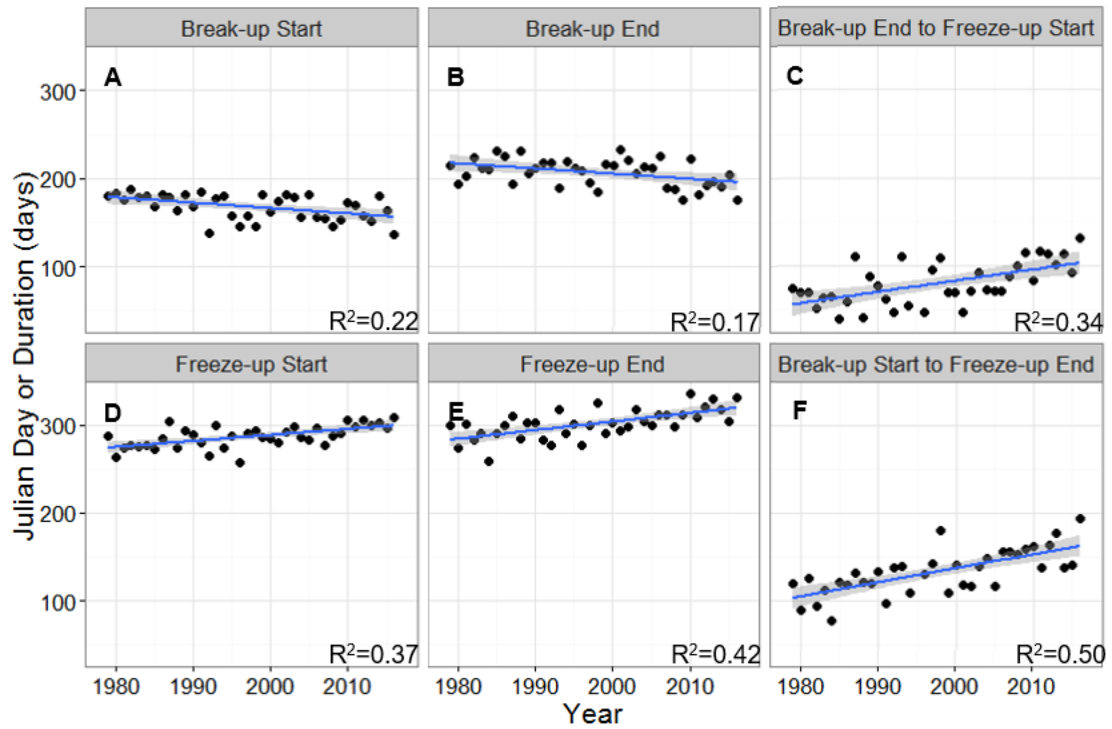 Break-up Start
Break-up End
Break-up End to Freeze-up Start
A
B
C
300
200
100
R²=0.22
R²=0.17
R²=0.34
Julian Day or Duration (days)
Freeze-up Start
Freeze-up End
Break-up Start to Freeze-up End
D
E
F
300
200
100
R²=0.37
R²=0.42
R²=0.50
1980 1990 2000 2010
1980 1990 2000 2010
1980 1990 2000 2010
Year